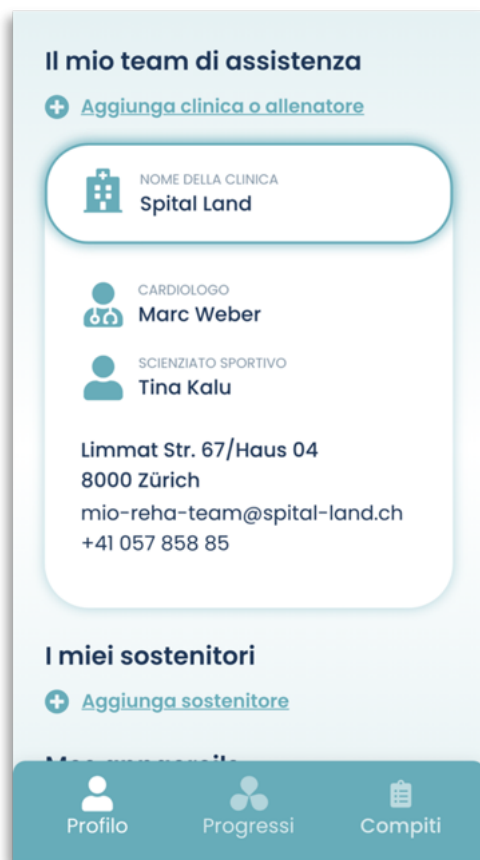 Il mio team di assistenza
Aggiunga clinica o allenatore
NOME DELLA CLINICA
Spital Land
CARDIOLOGO
Marc Weber
SCIENZIATO SPORTIVO
Tina Kalu
Limmat Str. 67/Haus 04
8000 Zürich
mio-reha-team@spital-land.ch
+41 057 858 85
I miei sostenitori
Aggiunga sostenitore
Profilo
Progressi
Compiti